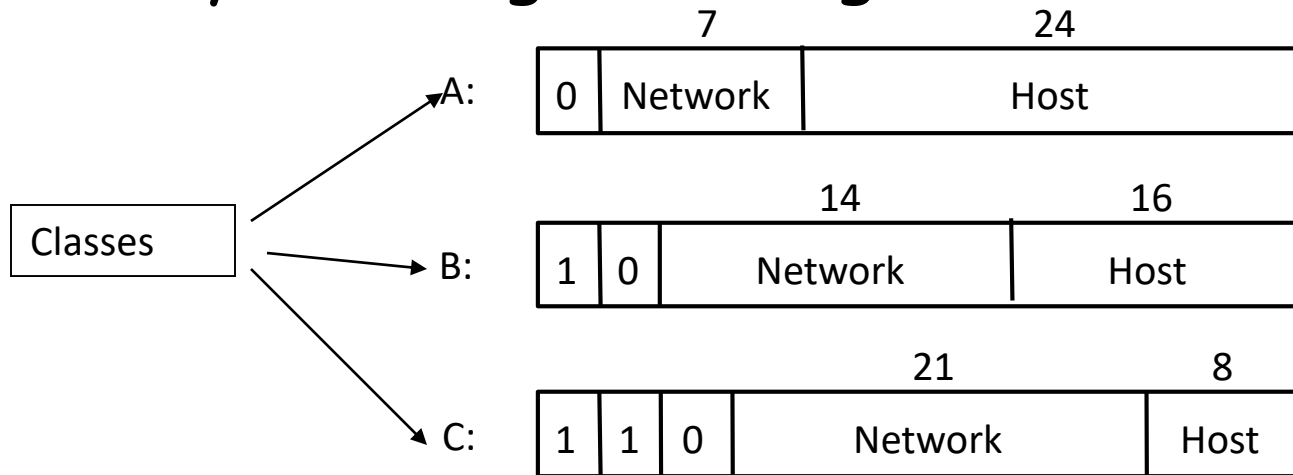 7 24
A: 0 Network Host
14 16
Classes
B: 1 0 Network Host
21 8
C: 1 1 0 Network Host